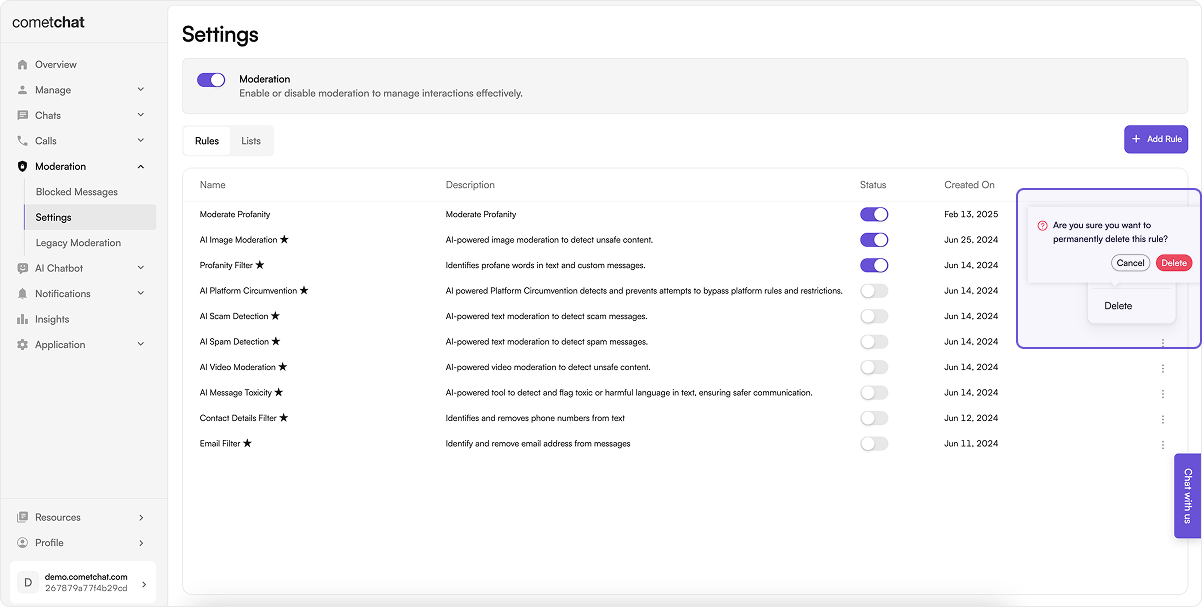 cometchat
Overview
Manage
Chats
Calls
Moderation
Blocked Messages
Settings
Legacy Moderation
AI Chatbot
Notifications
Insights
Application
Resources
Profile
D
demo.cometchat.com
267879a77f4b29cd
Settings
Moderation
Enable or disable moderation to manage interactions effectively.
Rules Lists
+ Add Rule
Name Description Status Created On
Moderate Profanity Moderate Profanity Feb 13, 2025
AI Image Moderation ★ AI-powered image moderation to detect unsafe content. Jun 25, 2024
Profanity Filter ★ Identifies profane words in text and custom messages. Jun 14, 2024
AI Platform Circumvention ★ AI powered Platform Circumvention detects and prevents attempts to bypass platform rules and restrictions. Jun 14, 2024
AI Scam Detection ★ AI-powered text moderation to detect scam messages. Jun 14, 2024
AI Spam Detection ★ AI-powered text moderation to detect spam messages. Jun 14, 2024
AI Video Moderation ★ AI-powered video moderation to detect unsafe content. Jun 14, 2024
AI Message Toxicity ★ AI-powered tool to detect and flag toxic or harmful language in text, ensuring safer communication. Jun 14, 2024
Contact Details Filter ★ Identifies and removes phone numbers from text Jun 12, 2024
Email Filter ★ Identify and remove email address from messages Jun 11, 2024
Are you sure you want to
permanently delete this rule?
Cancel Delete
Delete
Chat with us